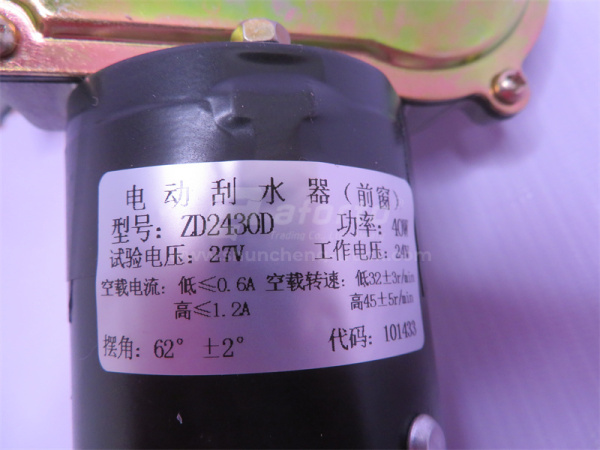 电动刮水器(前窗)
型号: ZD2430D 功率: 40W
试验电压: 27V 工作电压: 24V
空载电流: 低≤0.6A 空载转速: 低32±3r/min
高≤1.2A 高45±5r/min
摆角: 62° ±2° 代码: 101433